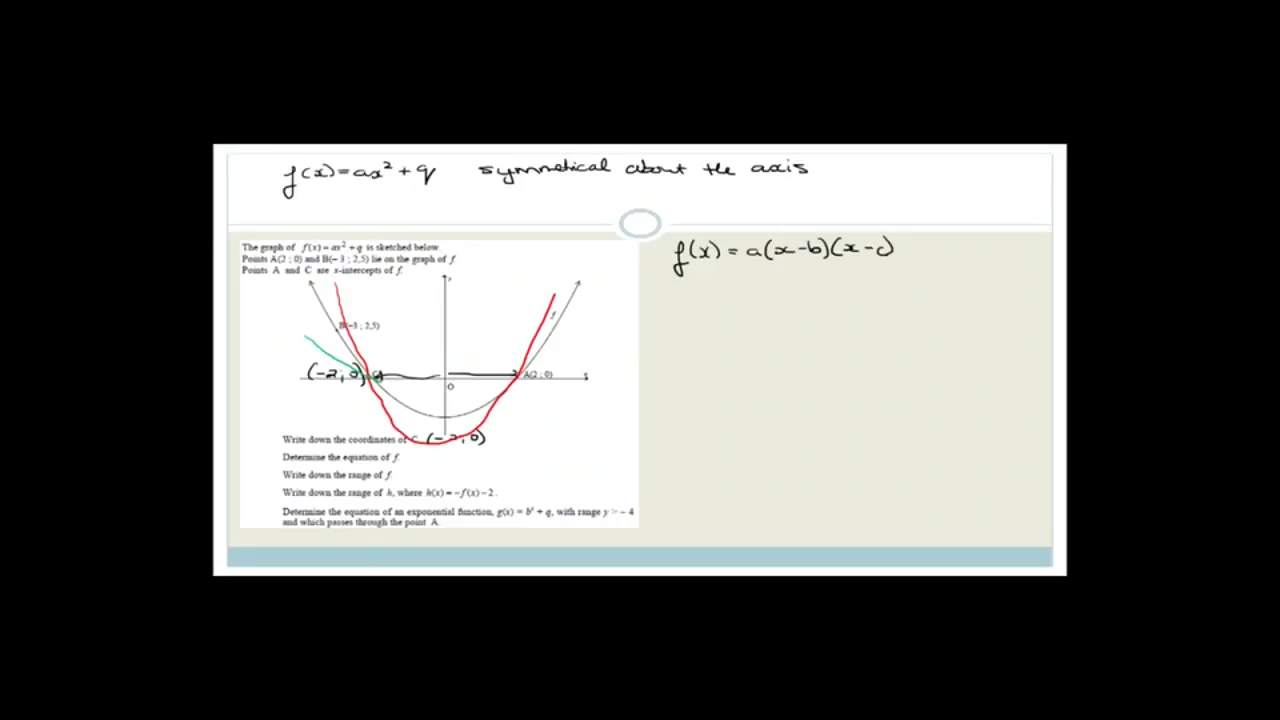 f(x)=ax²+q symmetical about the axis
The graph of f(x) = ax² + q is sketched below.
Points A(2 ; 0) and B(– 3 ; 2,5) lie on the graph of f.
Points A and C are x-intercepts of f.
f(x) = a(x-b)(x-c)
y
f
B(–3 ; 2,5)
(-2;0)
A(2 ; 0)
x
O
Write down the coordinates of C. (-2;0)
Determine the equation of f.
Write down the range of f.
Write down the range of h, where h(x) = –f(x) – 2.
Determine the equation of an exponential function, g(x) = bˣ + q, with range y > – 4
and which passes through the point A.